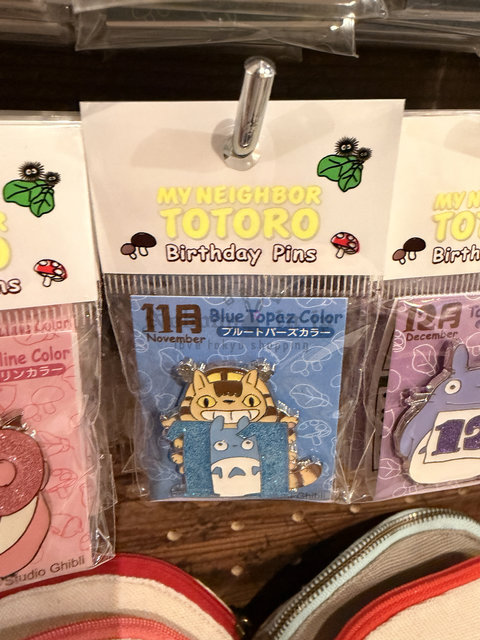 MY NEIGHBOR
TOTORO
Birthday Pins
11月
November
Blue Topaz Color
ブルートパーズカラー
Ghibli
MY N
TOT
Birth
12月
December
12
ns
line Color
リンカラー
Studio Ghibli